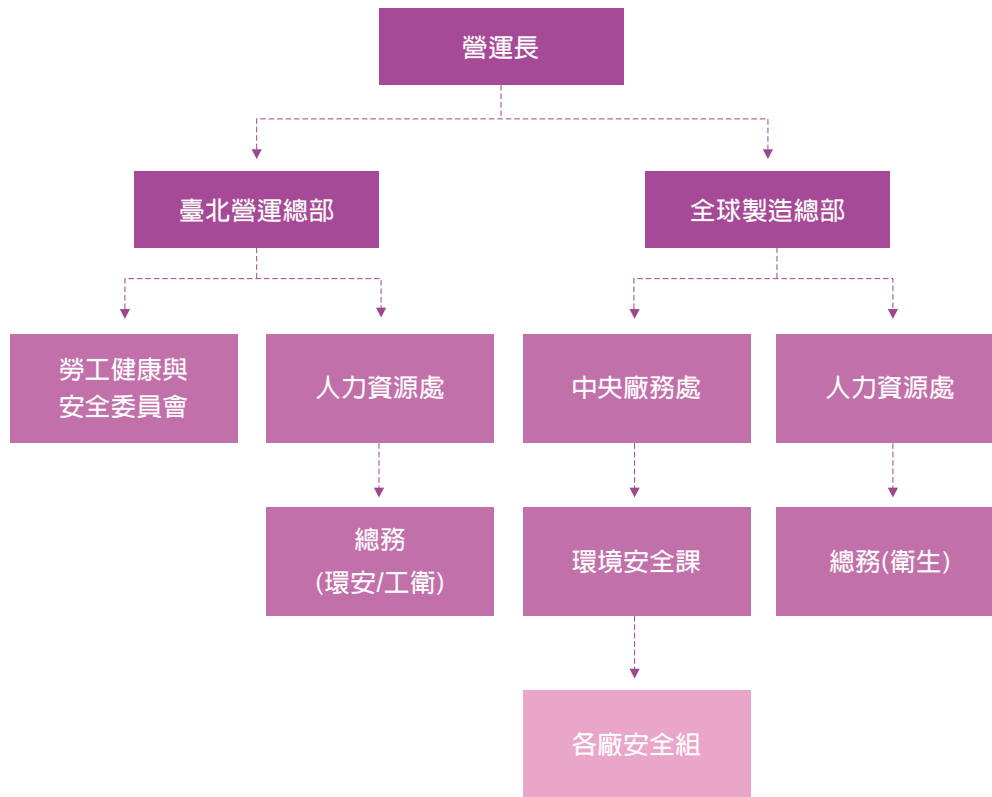 營運長
臺北營運總部
全球製造總部
勞工健康與
安全委員會
人力資源處
中央廠務處
人力資源處
總務
(環安/工衛)
環境安全課
總務(衛生)
各廠安全組